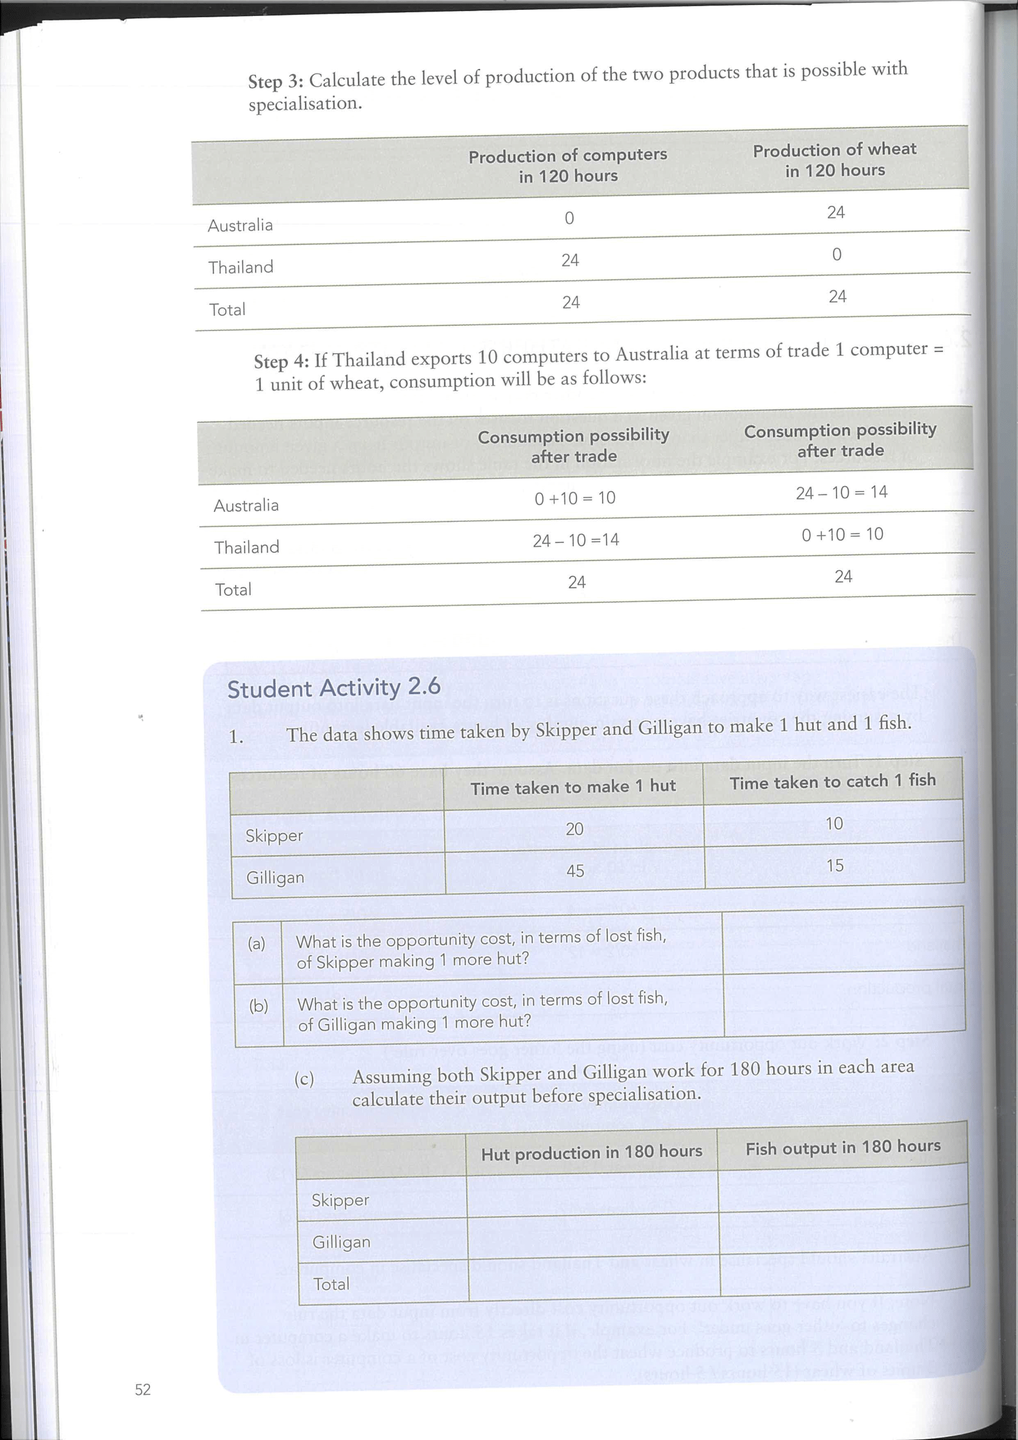 Step 3: Calculate the level of production of the two products that is possible with
specialisation.
Production of computers
in 120 hours
Production of wheat
in 120 hours
Australia 0 24
Thailand 24 0
Total 24 24
Step 4: If Thailand exports 10 computers to Australia at terms of trade 1 computer =
1 unit of wheat, consumption will be as follows:
Consumption possibility
after trade
Consumption possibility
after trade
Australia 0 +10 = 10 24 – 10 = 14
Thailand 24 – 10 =14 0 +10 = 10
Total 24 24
Student Activity 2.6
1. The data shows time taken by Skipper and Gilligan to make 1 hut and 1 fish.
Time taken to make 1 hut Time taken to catch 1 fish
Skipper 20 10
Gilligan 45 15
(a) What is the opportunity cost, in terms of lost fish,
of Skipper making 1 more hut?
(b) What is the opportunity cost, in terms of lost fish,
of Gilligan making 1 more hut?
(c) Assuming both Skipper and Gilligan work for 180 hours in each area
calculate their output before specialisation.
Hut production in 180 hours Fish output in 180 hours
Skipper
Gilligan
Total
52